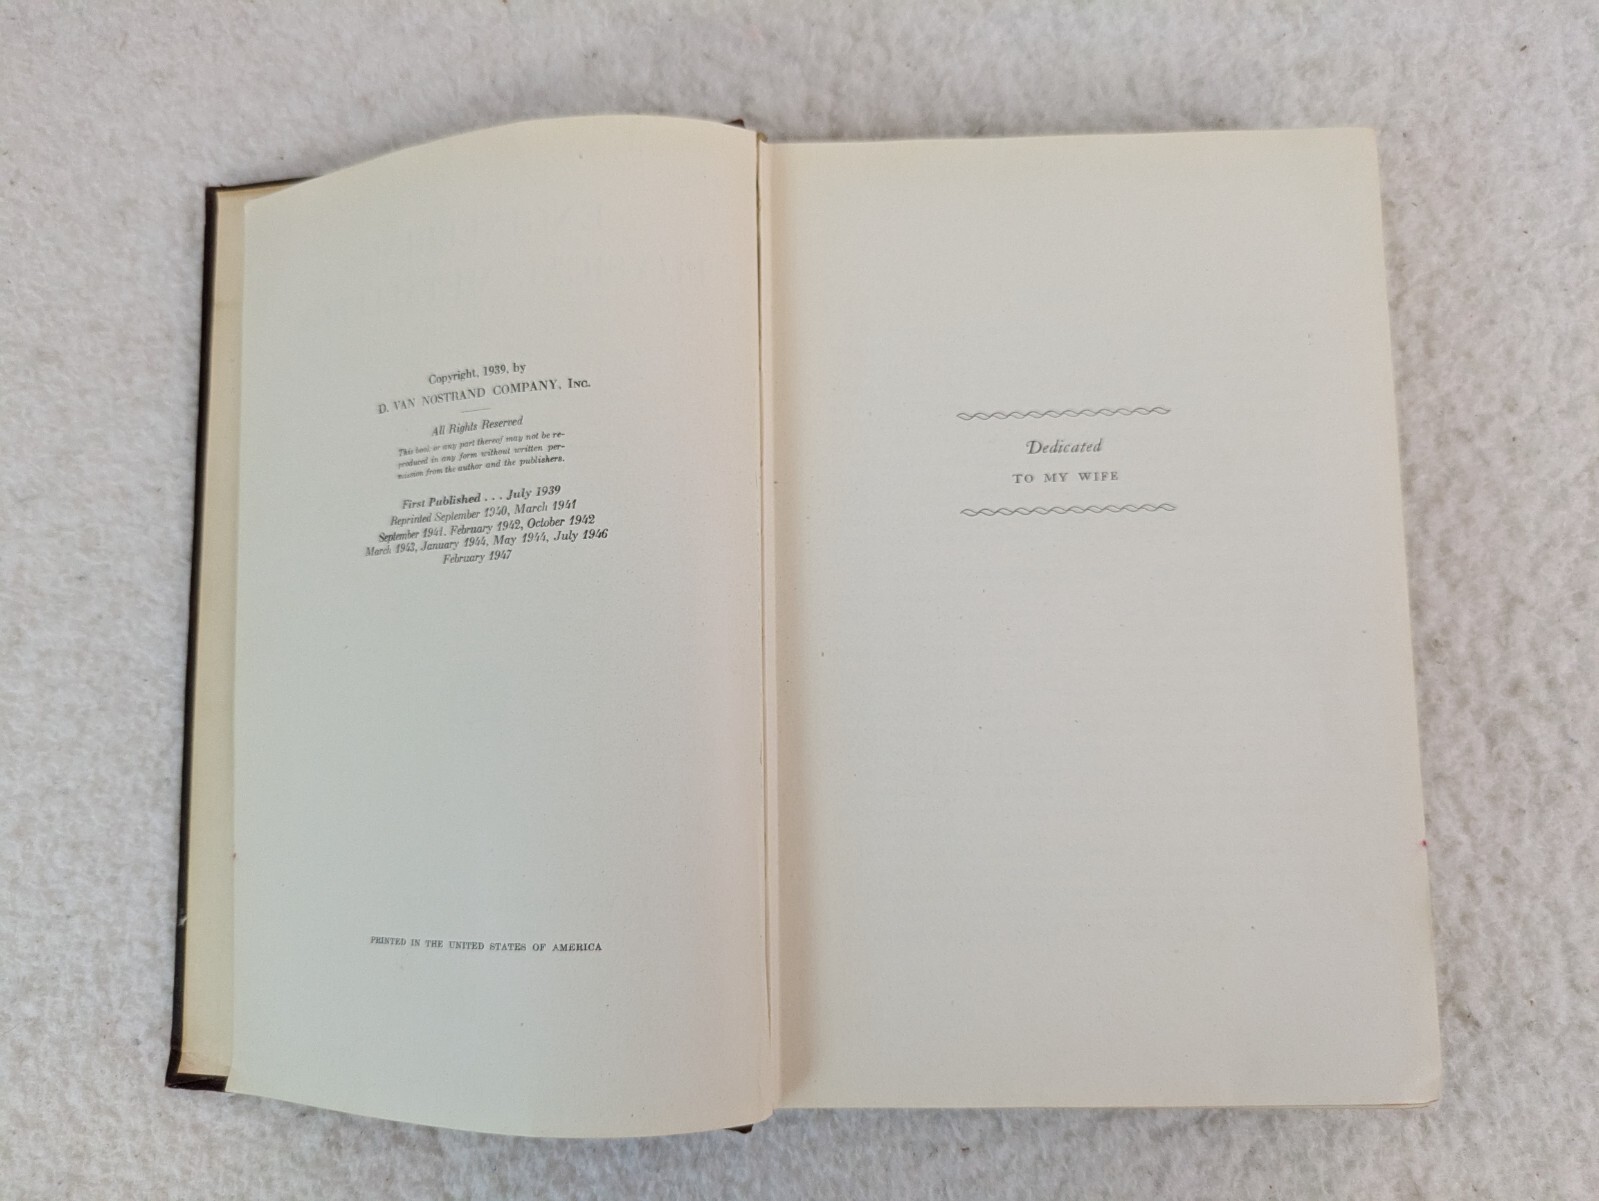 Copyright, 1939, by
D. VAN NOSTRAND COMPANY, INC.
All Rights Reserved
This book or any part thereof may not be re-
produced in any form without written per-
mission from the author and the publishers.
First Published . . . July 1939
Reprinted September 1940, March 1941
September 1941, February 1942, October 1942
March 1943, January 1944, May 1944, July 1946
February 1947
PRINTED IN THE UNITED STATES OF AMERICA
Dedicated
TO MY WIFE